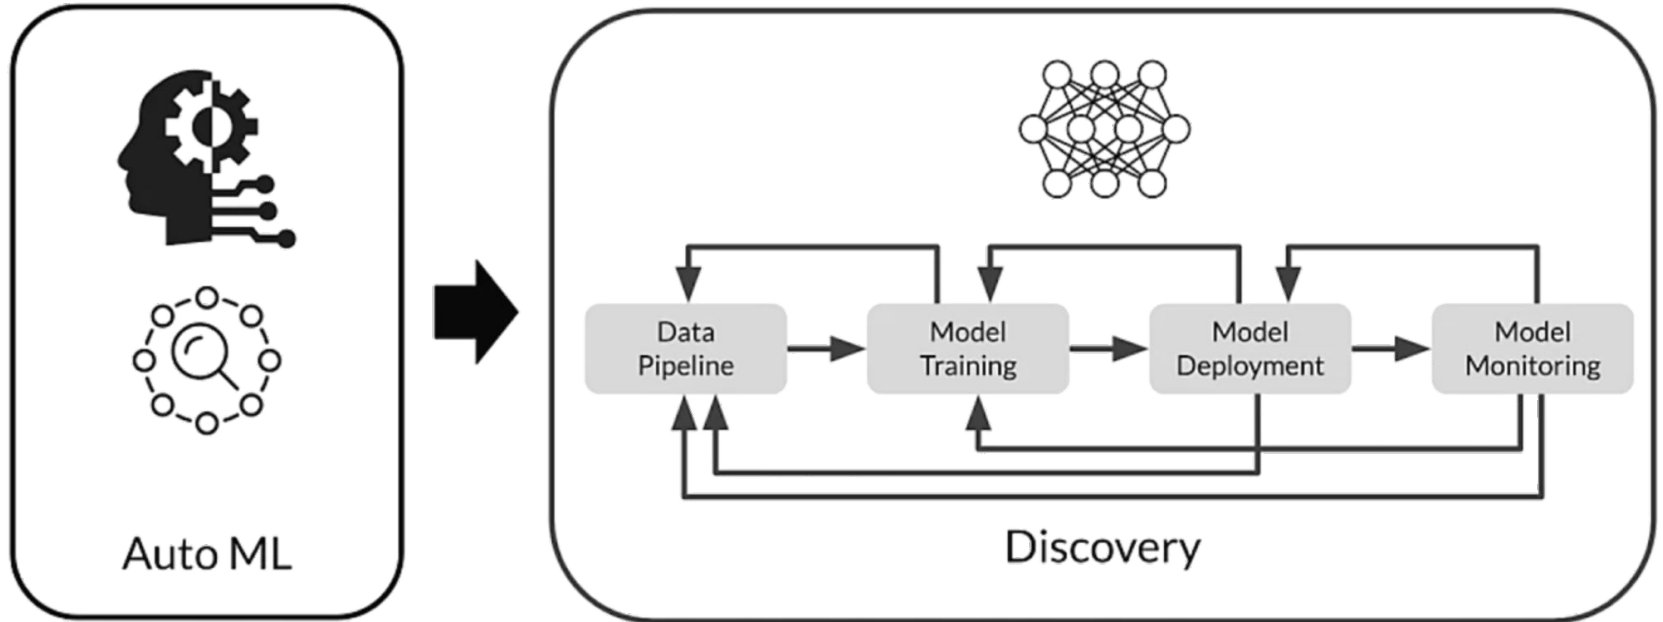 Auto ML
Data
Pipeline
Model
Training
Model
Deployment
Model
Monitoring
Discovery